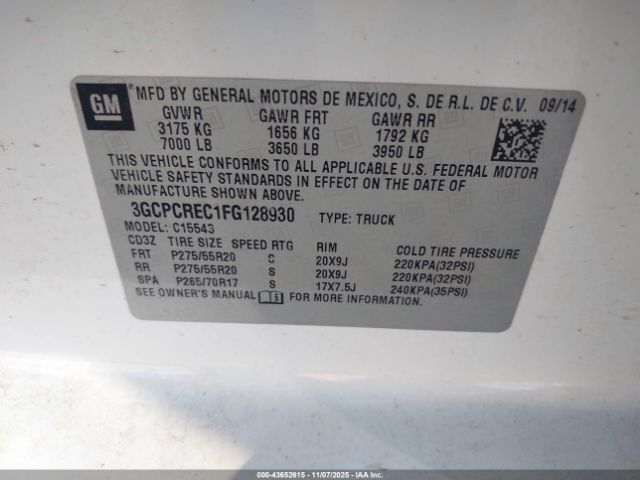 GM
MFD BY GENERAL MOTORS DE MEXICO, S. DE R.L. DE C.V. 09/14
GVWR GAWR FRT GAWR RR
3175 KG 1656 KG 1792 KG
7000 LB 3650 LB 3950 LB
THIS VEHICLE CONFORMS TO ALL APPLICABLE U.S. FEDERAL MOTOR
VEHICLE SAFETY STANDARDS IN EFFECT ON THE DATE OF
MANUFACTURE SHOWN ABOVE.
3GCPCREC1FG128930 TYPE: TRUCK
MODEL: C15543
CD3Z TIRE SIZE SPEED RTG RIM COLD TIRE PRESSURE
FRT P275/55R20 S 20X9J 220KPA(32PSI)
RR P275/55R20 S 20X9J 220KPA(32PSI)
SPA P265/70R17 S 17X7.5J 240KPA(35PSI)
SEE OWNER'S MANUAL FOR MORE INFORMATION.
000-43652615 - 11/07/2025 - IAAI.COM